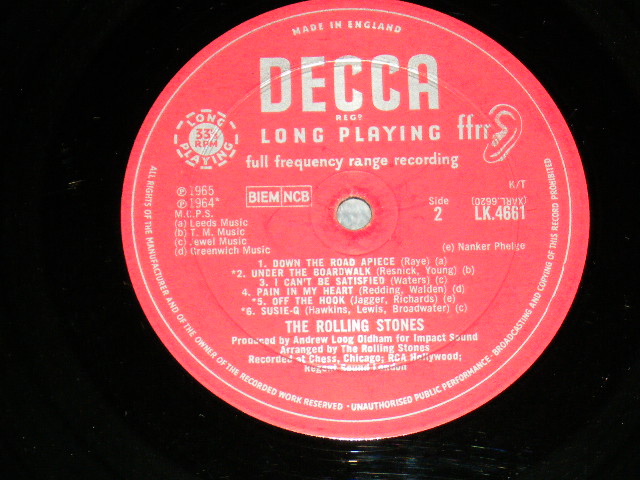 MADE IN ENGLAND
DECCA
REGD
LONG PLAYING
ffrr
full frequency range recording
LONG PLAYING
33⅓ RPM
℗ 1965
℗ 1964*
BIEM NCB
K/T
(XARL.6620)
Side 2
LK.4661
M.C.P.S.
(a) Leeds Music
(b) T. M. Music
(c) Jewel Music
(d) Greenwich Music
(e) Nanker Phelge
1. DOWN THE ROAD APIECE (Raye) (a)
*2. UNDER THE BOARDWALK (Resnick, Young) (b)
3. I CAN'T BE SATISFIED (Waters) (c)
4. PAIN IN MY HEART (Redding, Walden) (d)
*5. OFF THE HOOK (Jagger, Richards) (e)
*6. SUSIE-Q (Hawkins, Lewis, Broadwater) (c)
THE ROLLING STONES
Produced by Andrew Loog Oldham for Impact Sound
Arranged by The Rolling Stones
Recorded at Chess, Chicago; RCA Hollywood;
Regent Sound London
ALL RIGHTS OF THE MANUFACTURER AND OF THE OWNER OF THE RECORDED WORK RESERVED · UNAUTHORISED PUBLIC PERFORMANCE · BROADCASTING AND COPYING OF THIS RECORD PROHIBITED